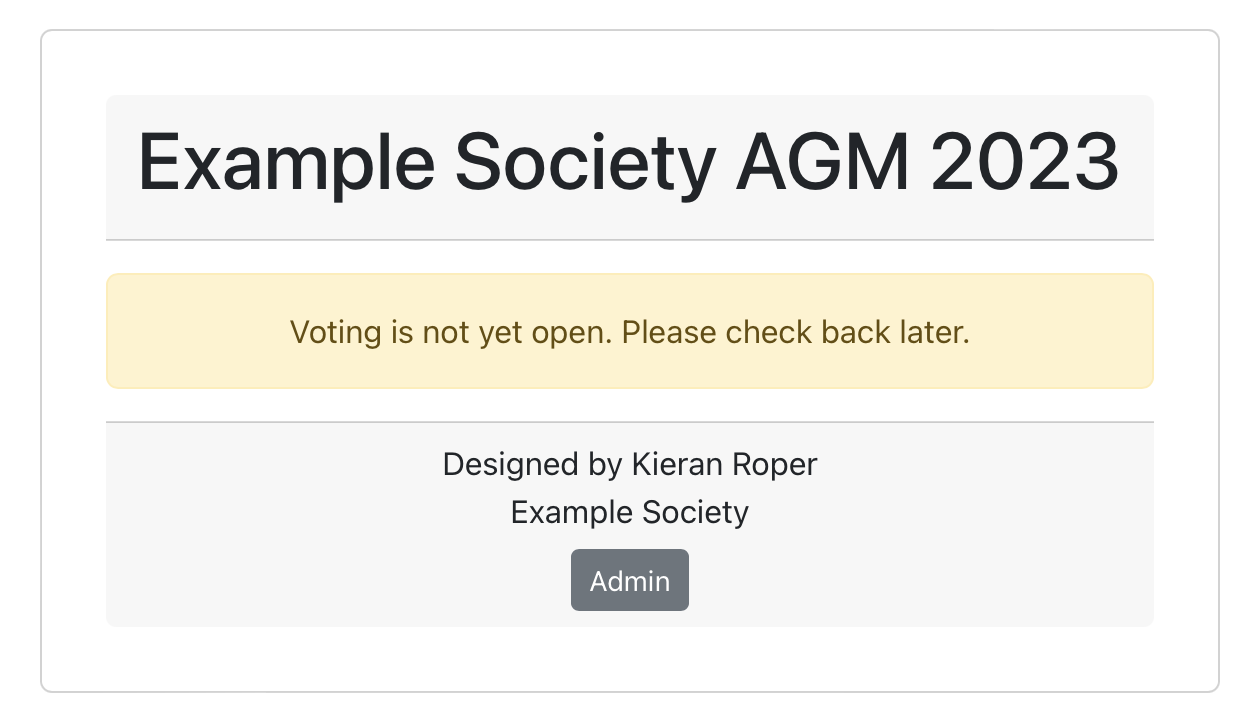 Example Society AGM 2023
Voting is not yet open. Please check back later.
Designed by Kieran Roper
Example Society
Admin